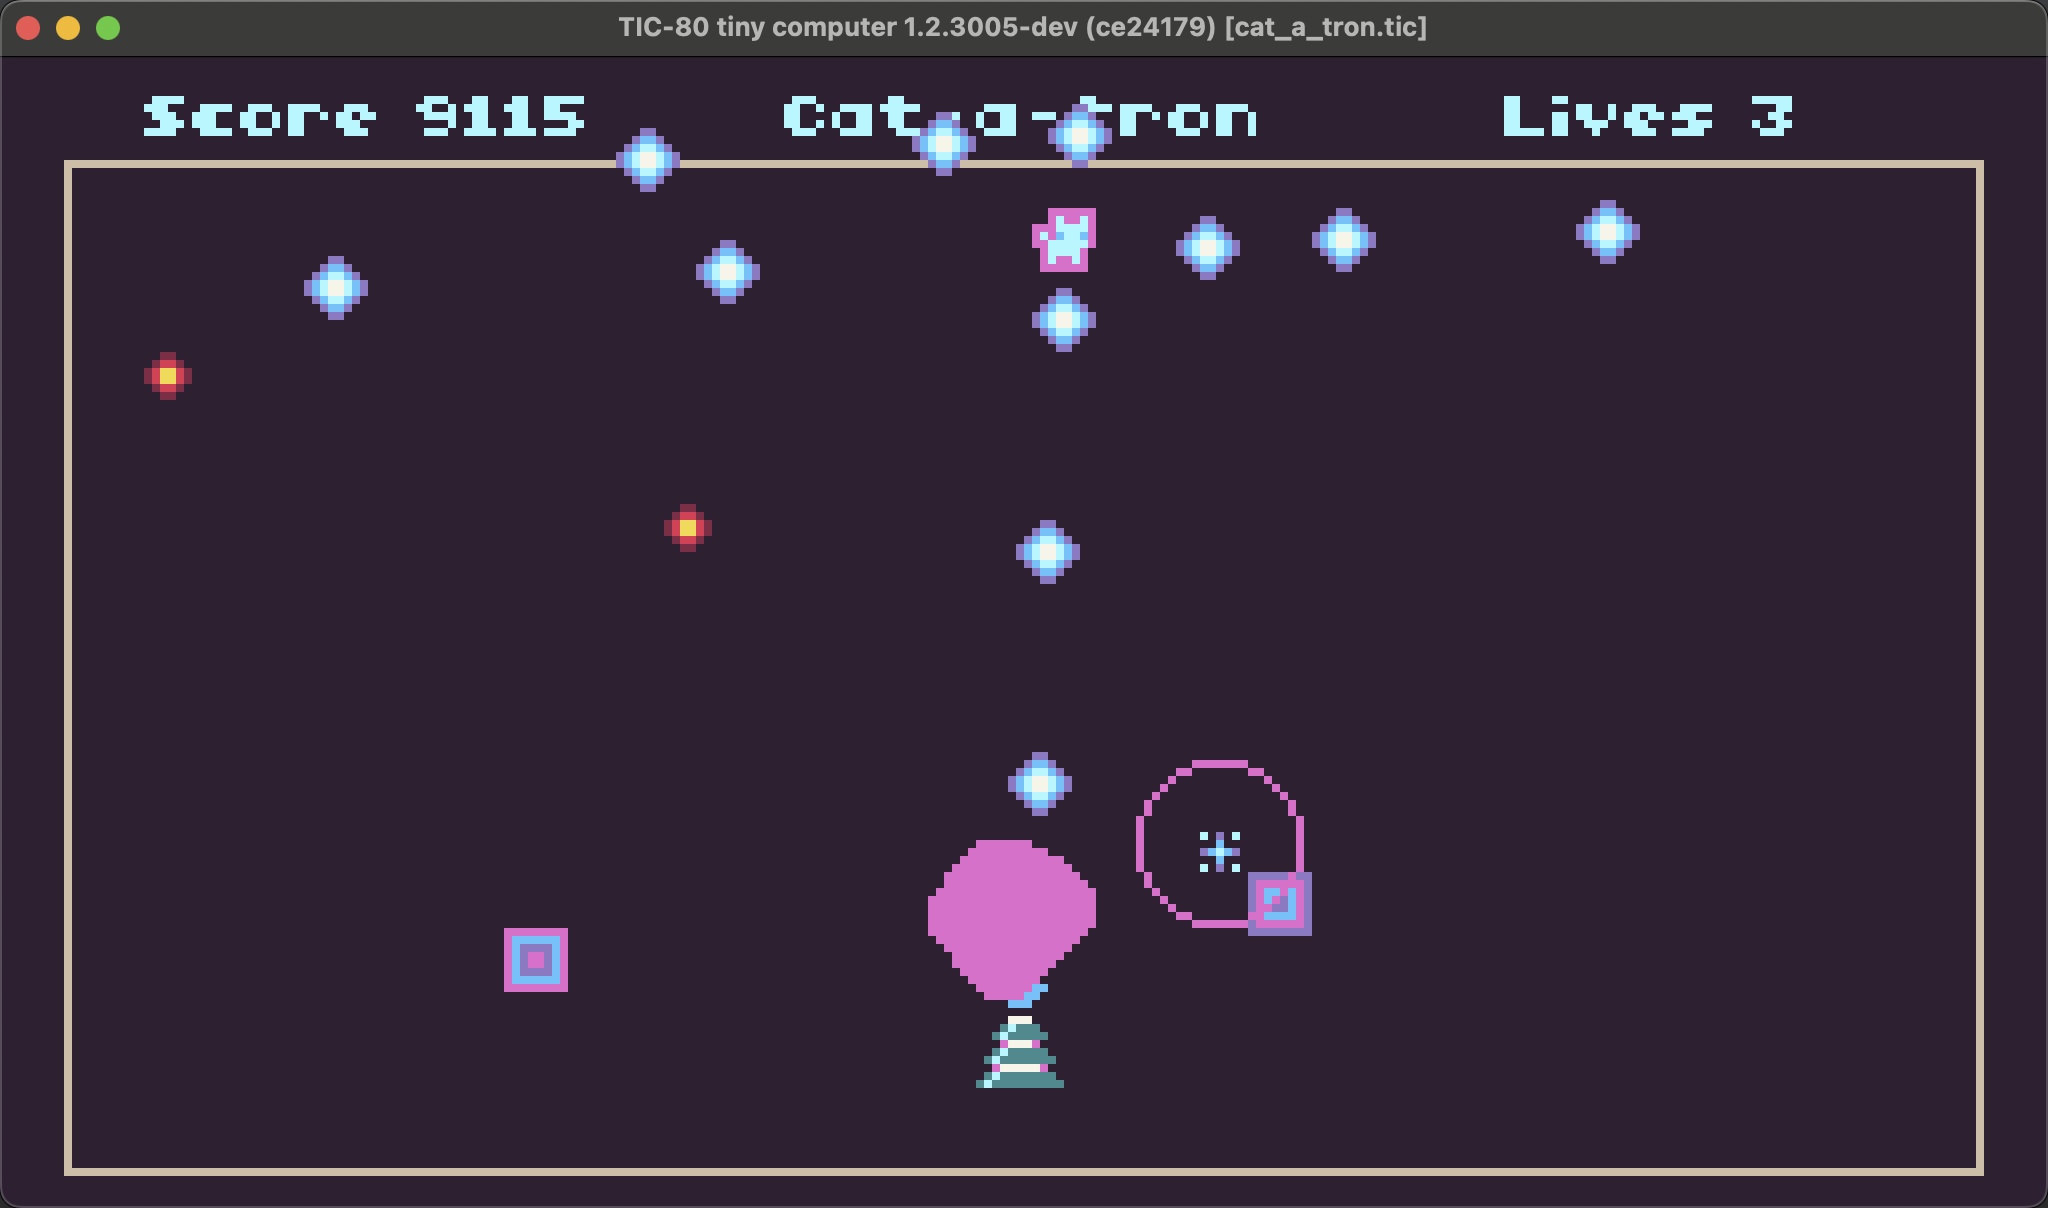 TIC-80 tiny computer 1.2.3005-dev (ce24179) [cat_a_tron.tic]
Score 9115 Cat-a-tron Lives 3